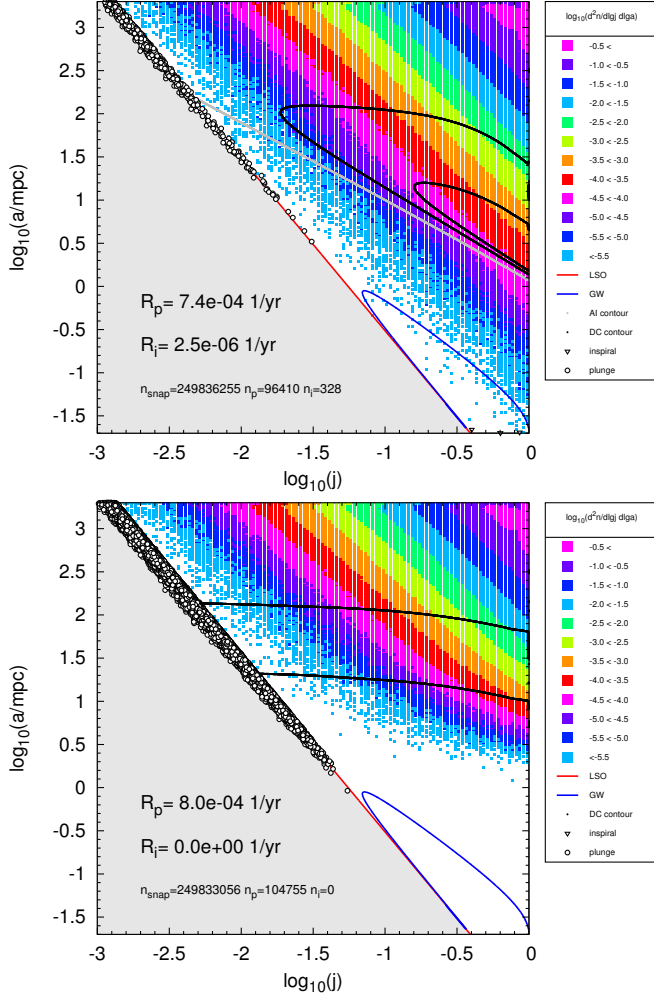 log10(a/mpc)
3
2.5
2
1.5
1
0.5
0
-0.5
-1
-1.5
Rp= 7.4e-04 1/yr
Ri= 2.5e-06 1/yr
nsnap=249836255 np=96410 ni=328
-3 -2.5 -2 -1.5 -1 -0.5 0
log10(j)
log10(d2n/dlgj dlga)
-0.5 <
-1.0 < -0.5
-1.5 < -1.0
-2.0 < -1.5
-2.5 < -2.0
-3.0 < -2.5
-3.5 < -3.0
-4.5 < -4.0
-5.0 < -4.5
-5.5 < -5.0
<-5.5
LSO
GW
AI contour
DC contour
inspiral
plunge
log10(a/mpc)
3
2.5
2
1.5
1
0.5
0
-0.5
-1
-1.5
Rp= 8.0e-04 1/yr
Ri= 0.0e+00 1/yr
nsnap=249833056 np=104755 ni=0
-3 -2.5 -2 -1.5 -1 -0.5 0
log10(j)
log10(d2n/dlgj dlga)
-0.5 <
-1.0 < -0.5
-1.5 < -1.0
-2.0 < -1.5
-2.5 < -2.0
-3.0 < -2.5
-3.5 < -3.0
-4.5 < -4.0
-5.0 < -4.5
-5.5 < -5.0
<-5.5
LSO
GW
DC contour
inspiral
plunge